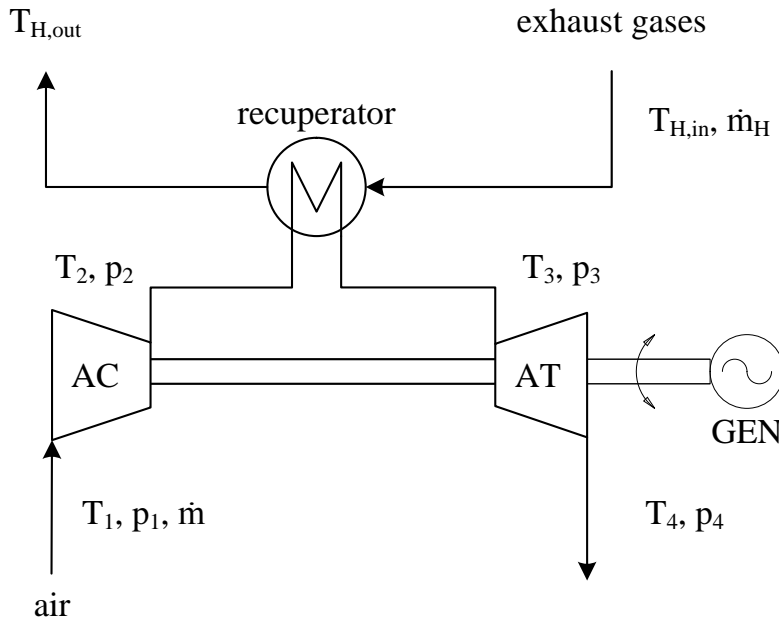 T_H,out
exhaust gases
recuperator
T_H,in, ṁ_H
T₂, p₂
T₃, p₃
AC
AT
GEN
T₁, p₁, ṁ
T₄, p₄
air